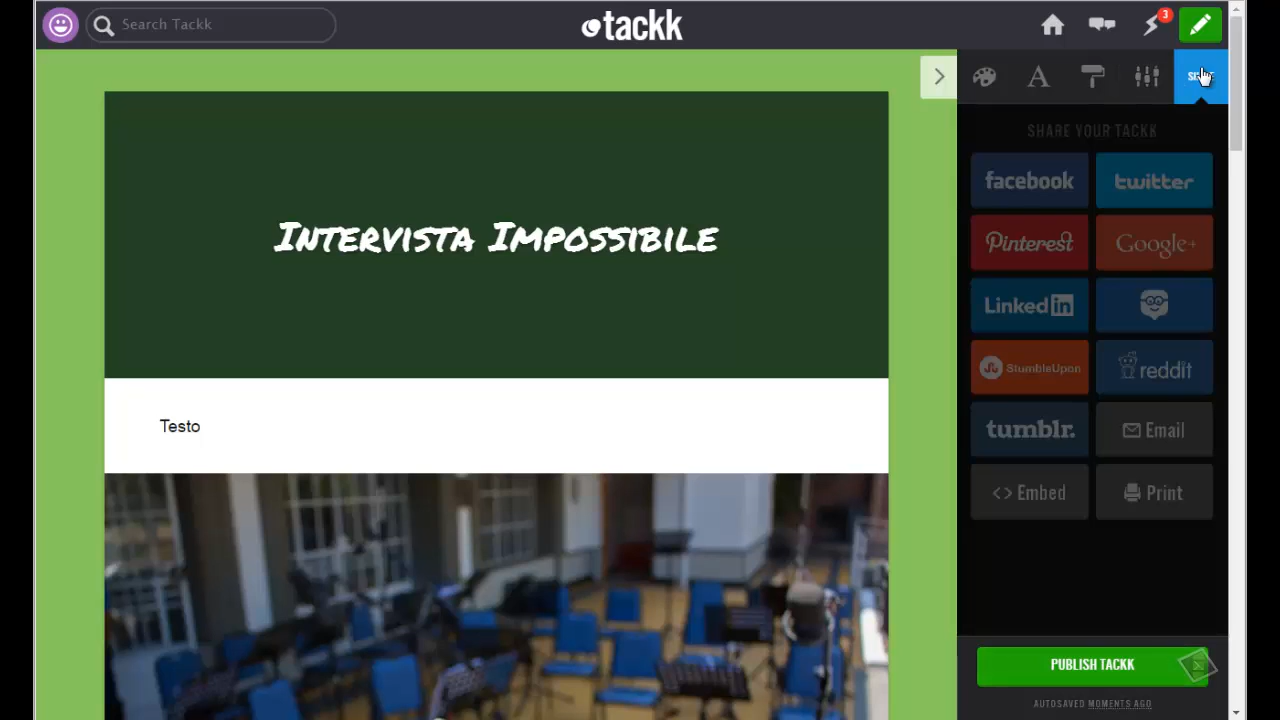 Search Tackk
tackk
3
SHARE YOUR TACKK
facebook
twitter
Pinterest
Google+
LinkedIn
StumbleUpon
reddit
tumblr.
Email
<> Embed
Print
Intervista Impossibile
Testo
PUBLISH TACKK
AUTOSAVED MOMENTS AGO